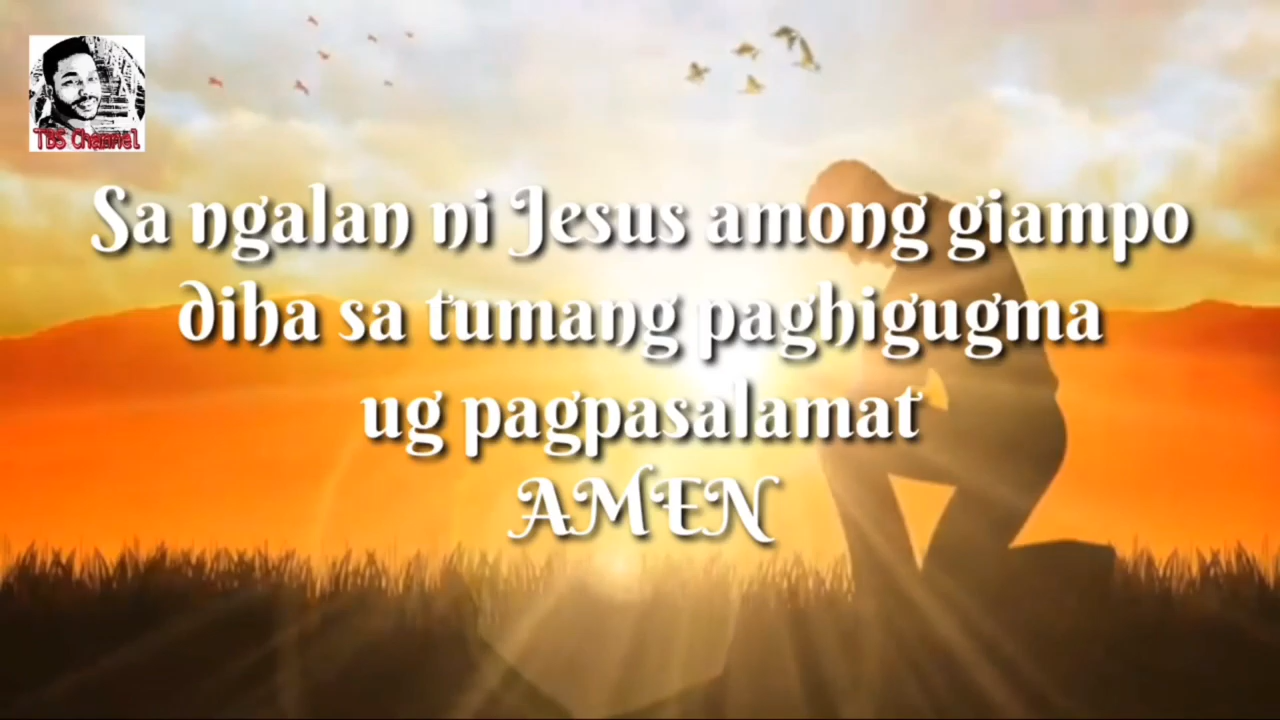 TBS Channel
Sa ngalan ni Jesus among giampo
diha sa tumang paghigugma
ug pagpasalamat
AMEN